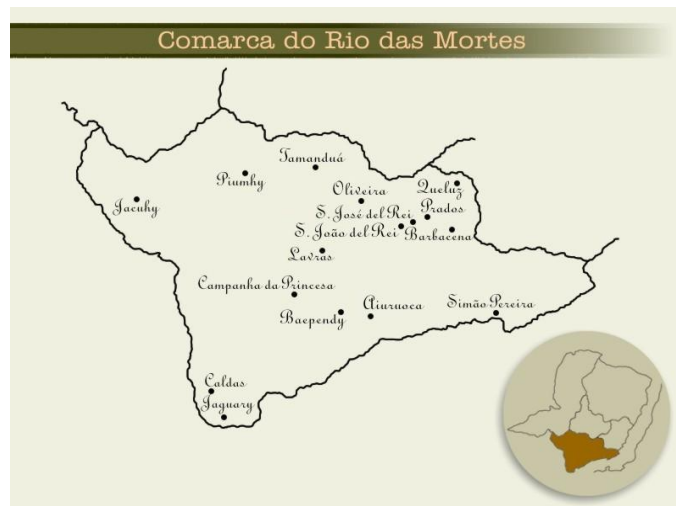 Comarca do Rio das Mortes
Tamanduá
Piumhy
Oliveira
Queluz
Jacuhy
S. José del Rei
Prados
S. João del Rei
Barbacena
Lavras
Campanha da Princesa
Baependy
Aiuruoca
Simão Pereira
Caldas
Jaguary